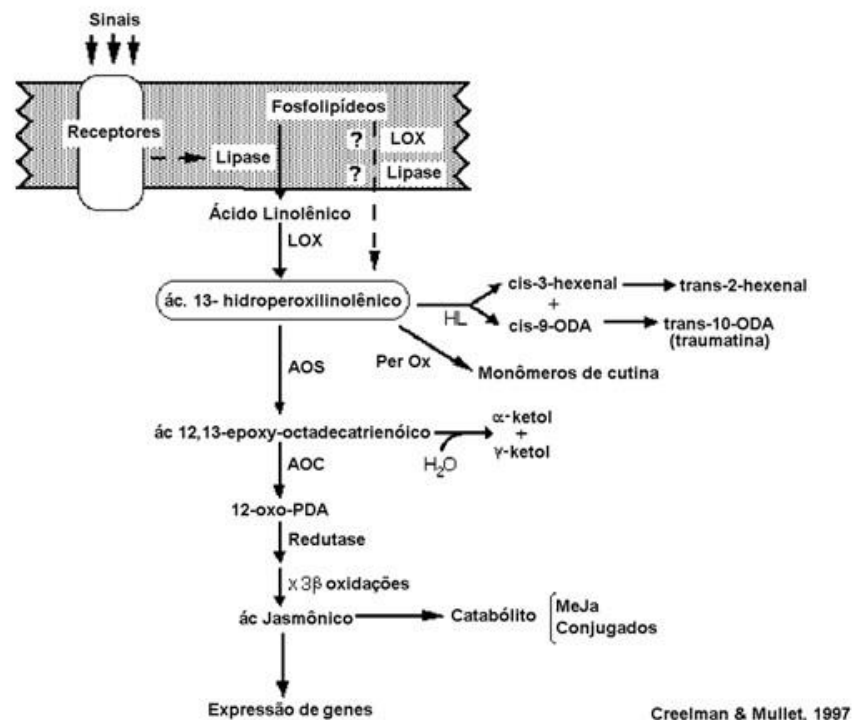 Sinais
Fosfolipídeos
Receptores
?
LOX
Lipase
?
Lipase
Ácido Linolênico
LOX
ác. 13- hidroperoxilinolênico
HL
cis-3-hexenal
trans-2-hexenal
+
cis-9-ODA
trans-10-ODA
(traumatina)
Per Ox
Monômeros de cutina
AOS
ác 12,13-epoxy-octadecatrienóico
H₂O
α-ketol
+
γ-ketol
AOC
12-oxo-PDA
Redutase
x 3β oxidações
ác Jasmônico
Catabólito
MeJa
Conjugados
Expressão de genes
Creelman & Mullet, 1997